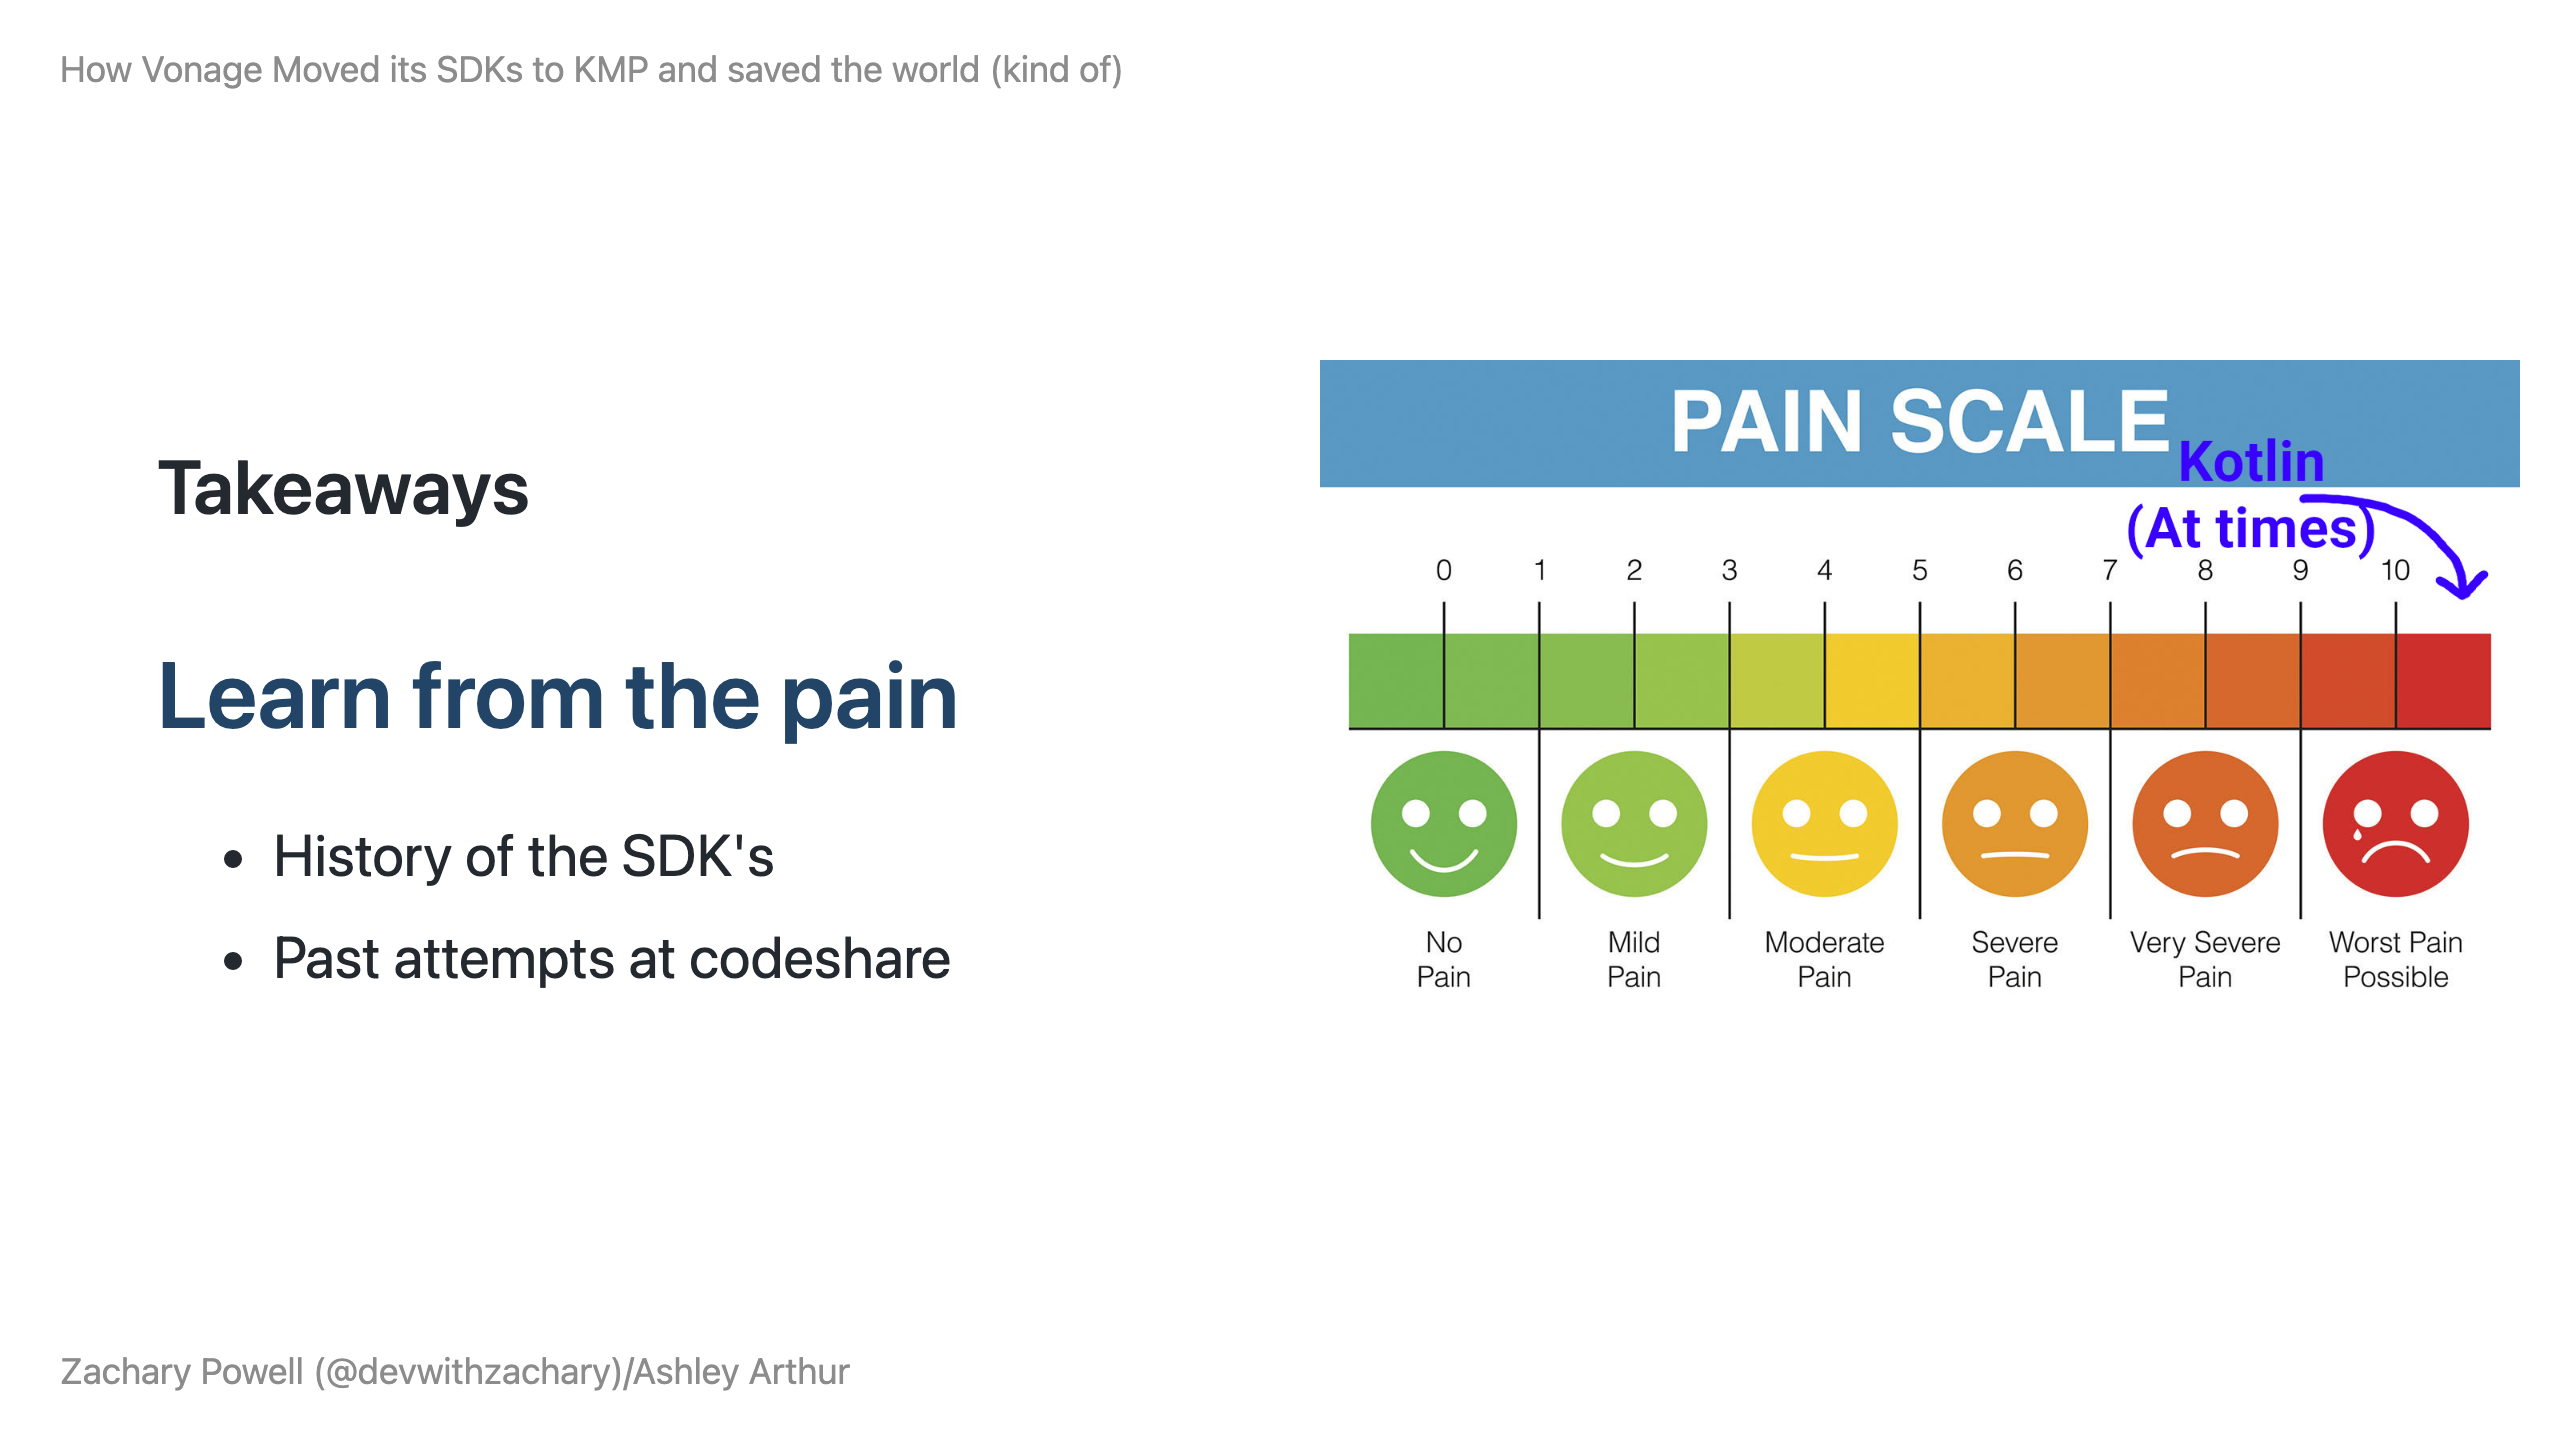 How Vonage Moved its SDKs to KMP and saved the world (kind of)
Takeaways
Learn from the pain
• History of the SDK's
• Past attempts at codeshare
PAIN SCALE
Kotlin
(At times)
0 1 2 3 4 5 6 7 8 9 10
No Pain
Mild Pain
Moderate Pain
Severe Pain
Very Severe Pain
Worst Pain Possible
Zachary Powell (@devwithzachary)/Ashley Arthur